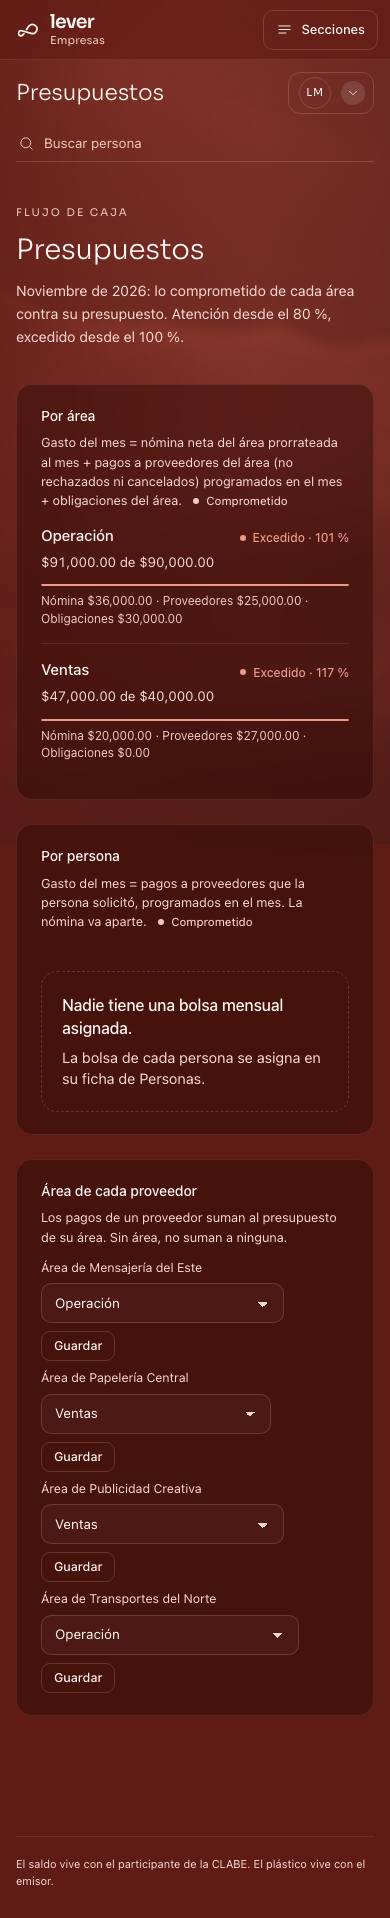 lever
Empresas
Secciones
Presupuestos
LM
Buscar persona
FLUJO DE CAJA
Presupuestos
Noviembre de 2026: lo comprometido de cada área
contra su presupuesto. Atención desde el 80 %,
excedido desde el 100 %.
Por área
Gasto del mes = nómina neta del área prorrateada
al mes + pagos a proveedores del área (no
rechazados ni cancelados) programados en el mes
+ obligaciones del área. Comprometido
Operación
Excedido · 101 %
$91,000.00 de $90,000.00
Nómina $36,000.00 · Proveedores $25,000.00 ·
Obligaciones $30,000.00
Ventas
Excedido · 117 %
$47,000.00 de $40,000.00
Nómina $20,000.00 · Proveedores $27,000.00 ·
Obligaciones $0.00
Por persona
Gasto del mes = pagos a proveedores que la
persona solicitó, programados en el mes. La
nómina va aparte. Comprometido
Nadie tiene una bolsa mensual
asignada.
La bolsa de cada persona se asigna en
su ficha de Personas.
Área de cada proveedor
Los pagos de un proveedor suman al presupuesto
de su área. Sin área, no suman a ninguna.
Área de Mensajería del Este
Operación
Guardar
Área de Papelería Central
Ventas
Guardar
Área de Publicidad Creativa
Ventas
Guardar
Área de Transportes del Norte
Operación
Guardar
El saldo vive con el participante de la CLABE. El plástico vive con el
emisor.